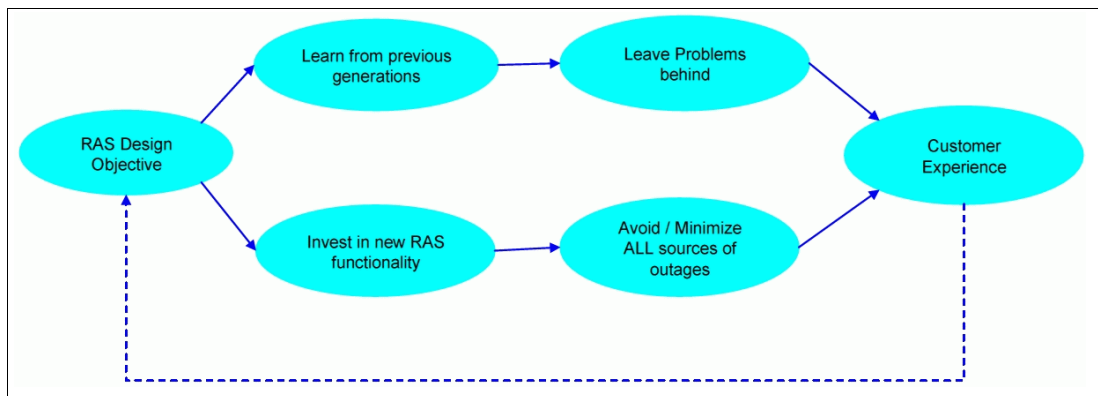 RAS Design
Objective
Learn from previous
generations
Leave Problems
behind
Invest in new RAS
functionality
Avoid / Minimize
ALL sources of
outages
Customer
Experience